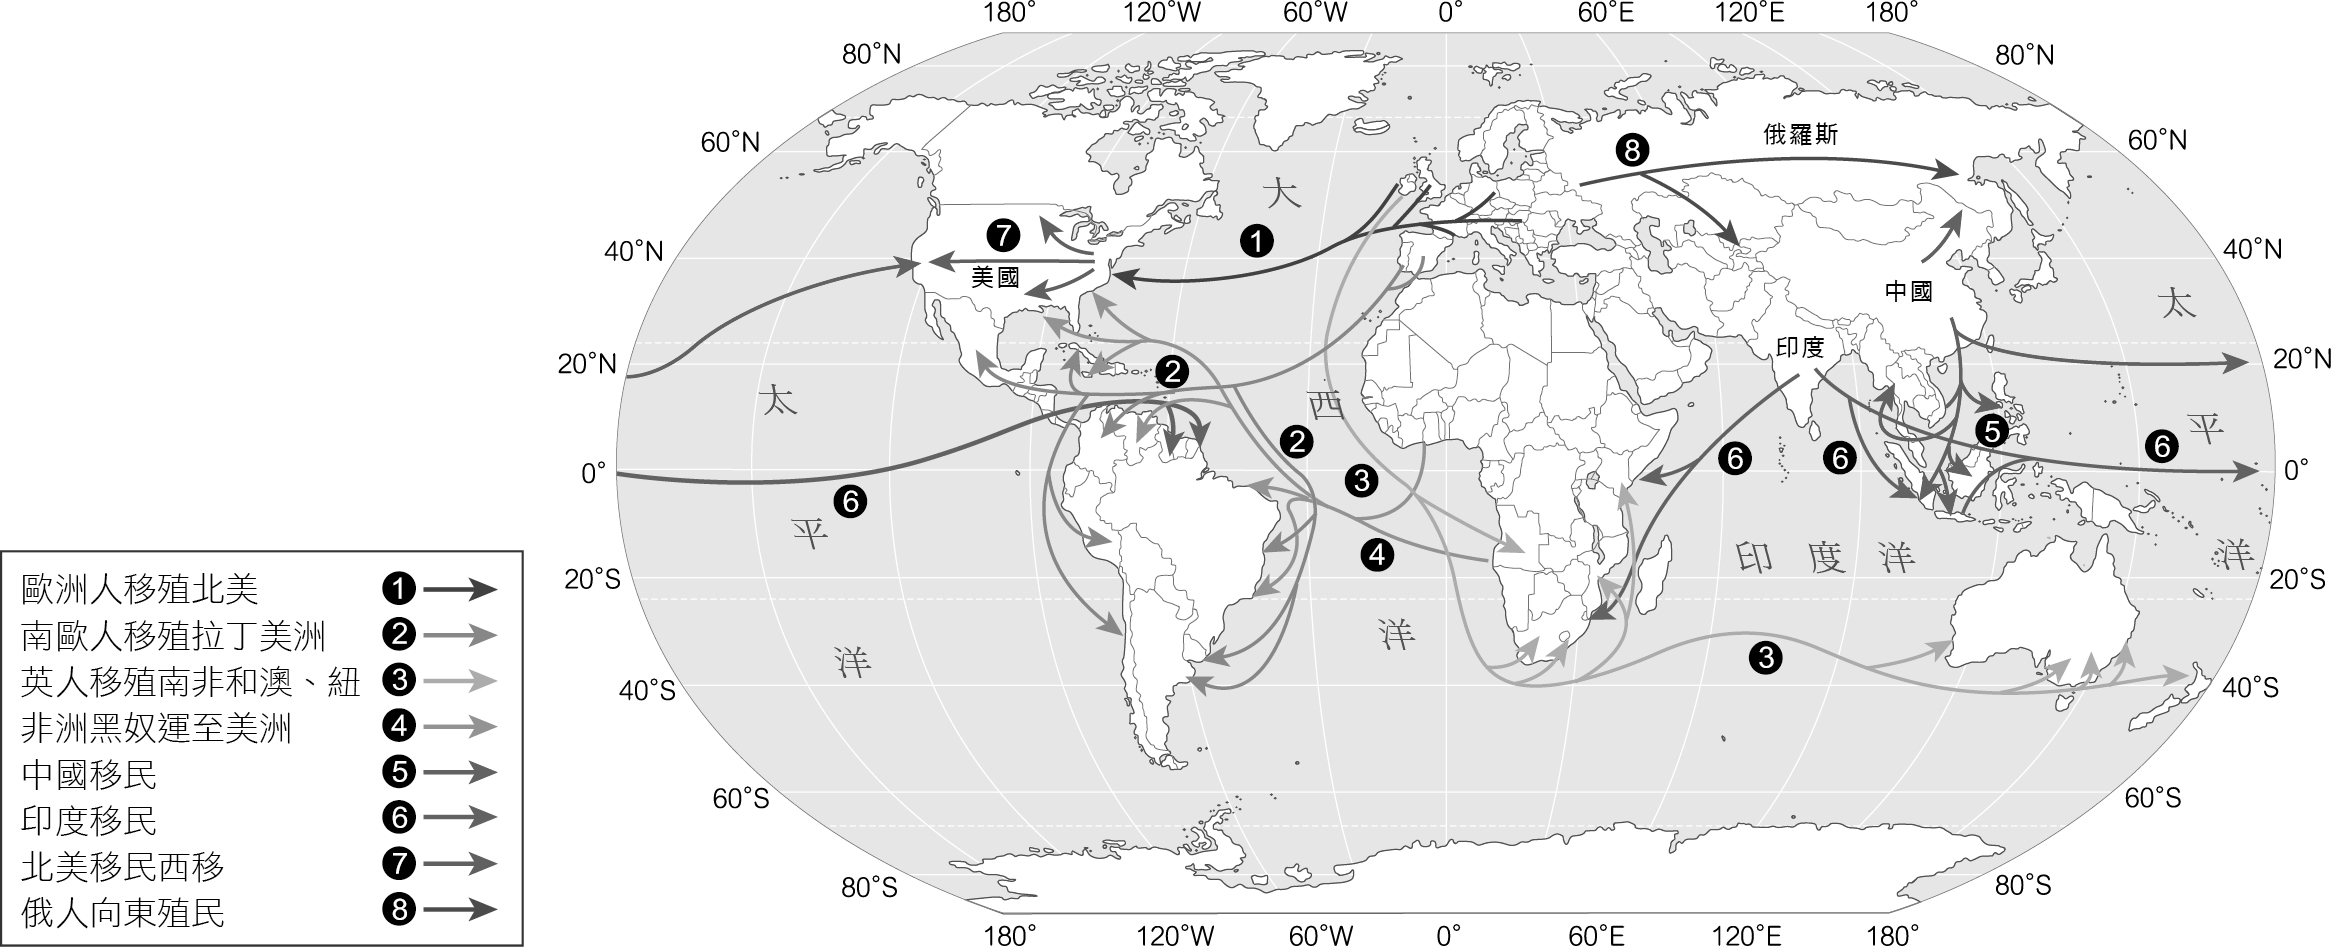 180° 120°W 60°W 0° 60°E 120°E 180°
80°N 80°N
60°N 60°N
40°N 40°N
20°N 20°N
0° 0°
20°S 20°S
40°S 40°S
60°S 60°S
80°S 80°S
180° 120°W 60°W 0° 60°E 120°E 180°
俄羅斯
美國
中國
印度
大西洋
太平洋
太平洋
印度洋
8
7
1
2
2
3
4
5
6
6
6
6
3
歐洲人移殖北美 1
南歐人移殖拉丁美洲 2
英人移殖南非和澳、紐 3
非洲黑奴運至美洲 4
中國移民 5
印度移民 6
北美移民西移 7
俄人向東殖民 8